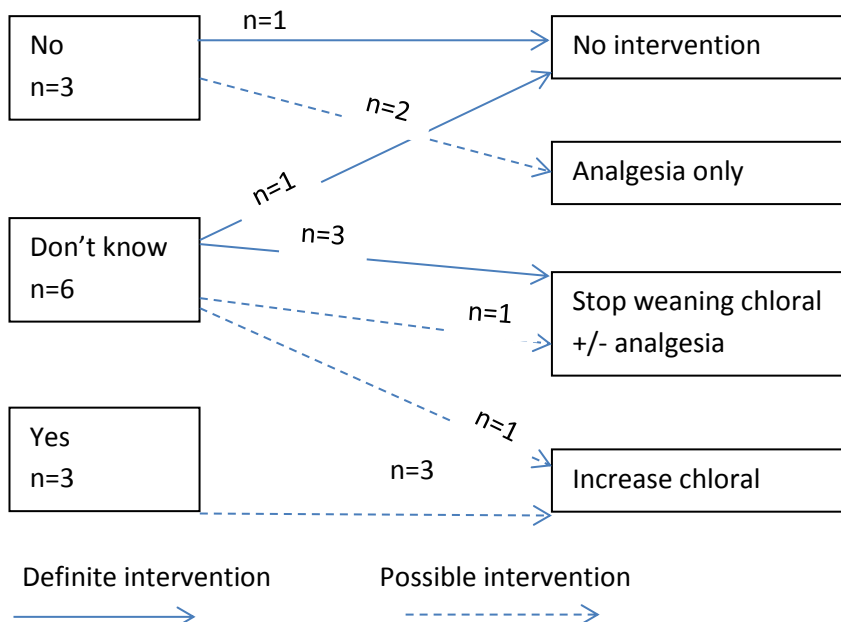 No
n=3
n=1
No intervention
n=2
Analgesia only
n=1
Don't know
n=6
n=3
Stop weaning chloral
+/- analgesia
n=1
n=1
Yes
n=3
n=3
Increase chloral
Definite intervention
Possible intervention